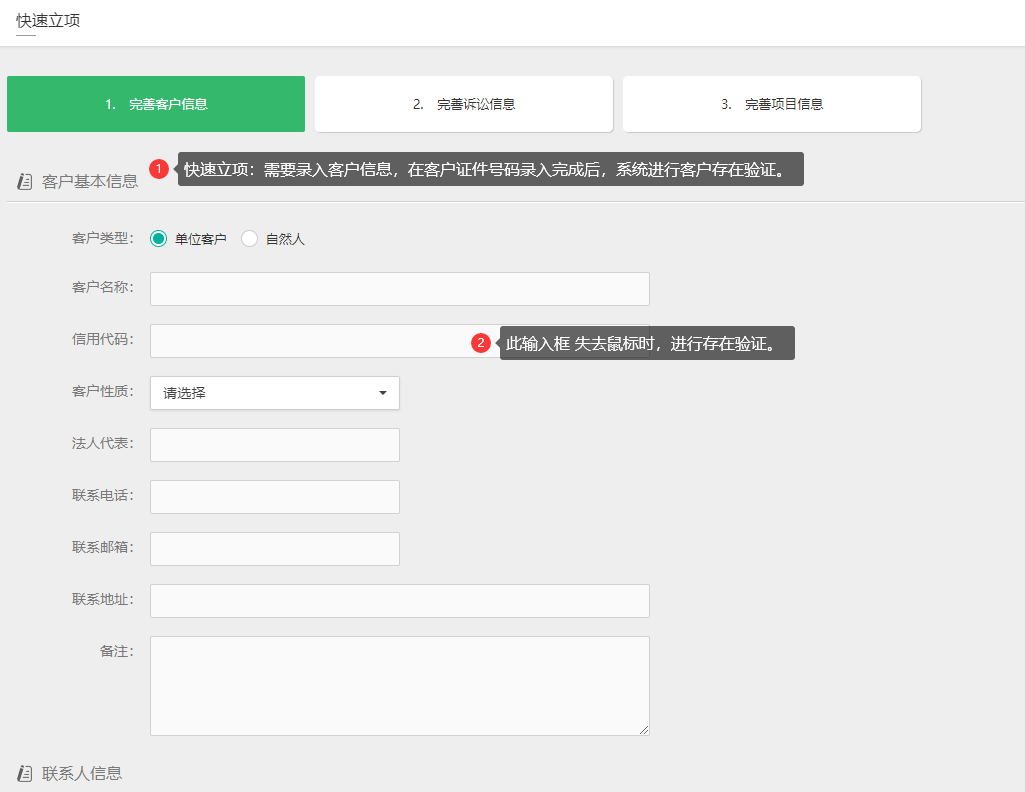 快速立项
1. 完善客户信息
2. 完善诉讼信息
3. 完善项目信息
客户基本信息
1 快速立项：需要录入客户信息，在客户证件号码录入完成后，系统进行客户存在验证。
客户类型： 单位客户 自然人
客户名称：
信用代码：
2 此输入框 失去鼠标时，进行存在验证。
客户性质： 请选择
法人代表：
联系电话：
联系邮箱：
联系地址：
备注：
联系人信息